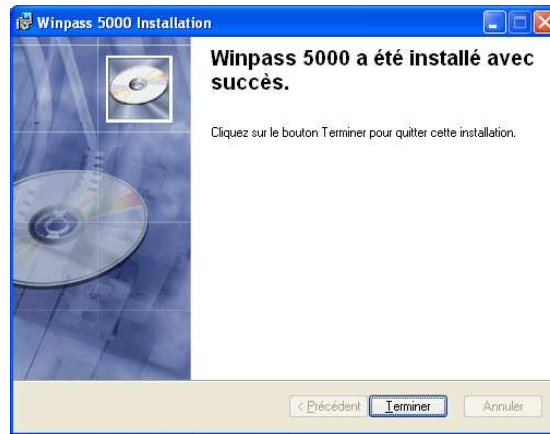 Winpass 5000 Installation
Winpass 5000 a été installé avec
succès.
Cliquez sur le bouton Terminer pour quitter cette installation.
< Précédent
Terminer
Annuler